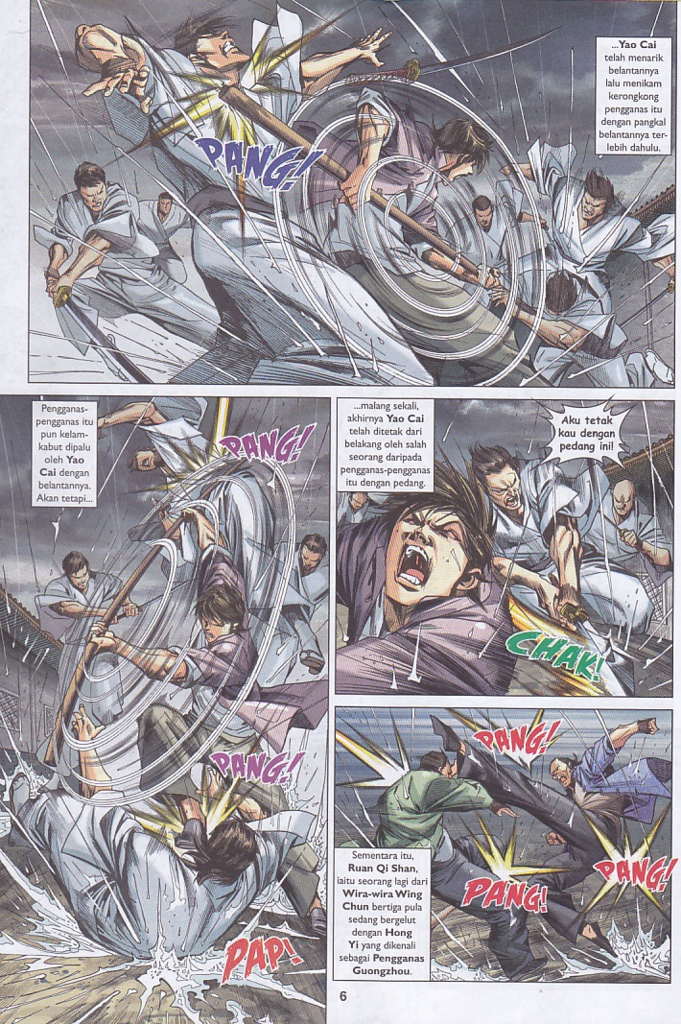 ...Yao Cai
telah menarik
belantannya
lalu menikam
kerongkong
pengganas itu
dengan pangkal
belantannya ter-
lebih dahulu.
PANG!
Pengganas-
pengganas itu
pun kelam-
kabut dipalu
oleh Yao
Cai dengan
belantannya.
Akan tetapi...
PANG!
PANG!
PAP!
...malang sekali,
akhirnya Yao Cai
telah ditetak dari
belakang oleh salah
seorang daripada
pengganas-pengganas
itu dengan pedang.
Aku tetak
kau dengan
pedang ini!
CHAK!
PANG!
PANG!
PANG!
Sementara itu,
Ruan Qi Shan,
iaitu seorang lagi dari
Wira-wira Wing
Chun bertiga pula
sedang bergelut
dengan Hong
Yi yang dikenali
sebagai Pengganas
Guongzhou.
6